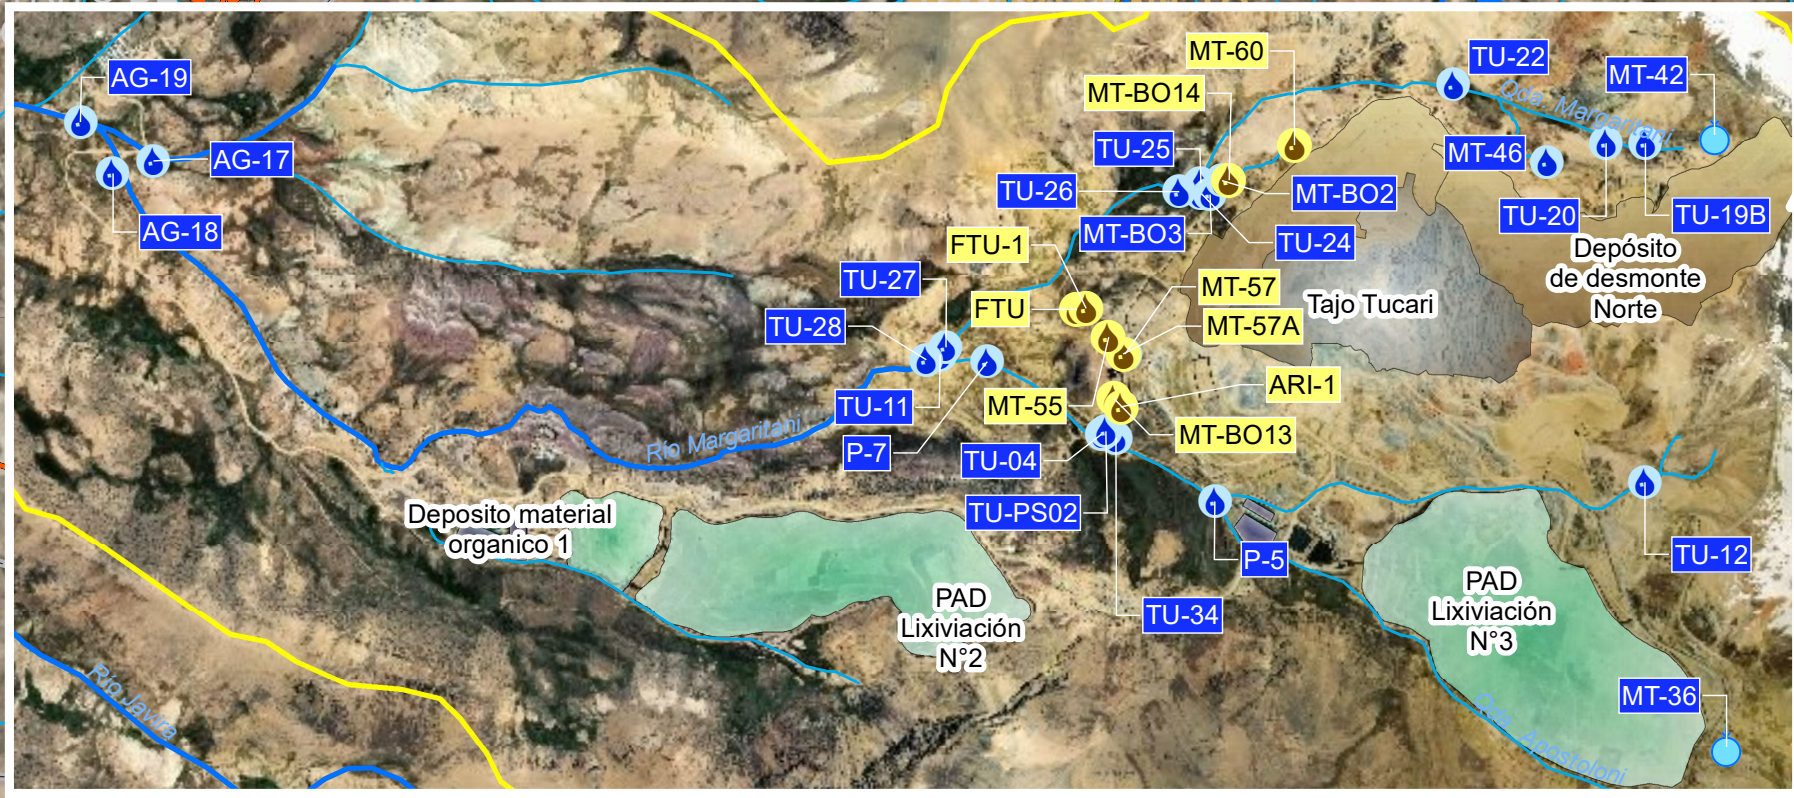 AG-19
AG-17
AG-18
MT-60
MT-BO14
TU-25
TU-26
MT-BO3
MT-BO2
TU-24
TU-22
MT-42
Qda. Margaritani
MT-46
TU-20
TU-19B
Depósito
de desmonte
Norte
Tajo Tucari
FTU-1
FTU
MT-57
MT-57A
TU-27
TU-28
TU-11
MT-55
ARI-1
MT-BO13
P-7
TU-04
TU-PS02
Río Margaritani
P-5
TU-34
TU-12
Deposito material
organico 1
PAD
Lixiviación
N°2
PAD
Lixiviación
N°3
MT-36
Qda. Apostoloni
Río Javira